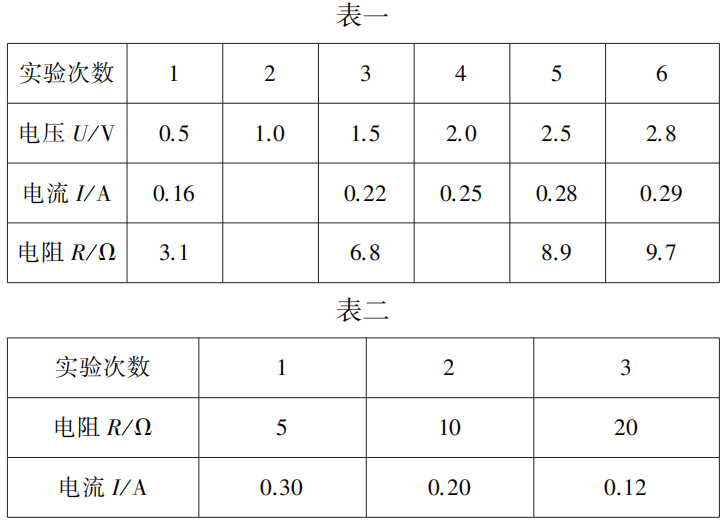 表一
实验次数 1 2 3 4 5 6
电压 U/V 0.5 1.0 1.5 2.0 2.5 2.8
电流 I/A 0.16 0.22 0.25 0.28 0.29
电阻 R/Ω 3.1 6.8 8.9 9.7
表二
实验次数 1 2 3
电阻 R/Ω 5 10 20
电流 I/A 0.30 0.20 0.12